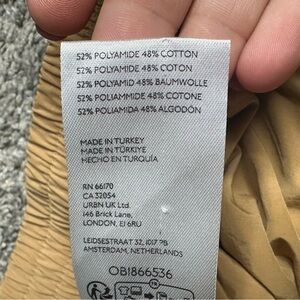 52% POLYAMIDE 48% COTTON
52% POLYAMIDE 48% COTON
52% POLYAMID 48% BAUMWOLLE
52% POLIAMMIDE 48% COTONE
52% POLIAMIDA 48% ALGODÓN
MADE IN TURKEY
MADE IN TÜRKIYE
HECHO EN TURQUÍA
RN 66170
CA 32054
URBN UK Ltd.
146 Brick Lane,
LONDON, E1 6RU
LEIDSESTRAAT 32, 1017 PB
AMSTERDAM, NETHERLANDS
OB1866536